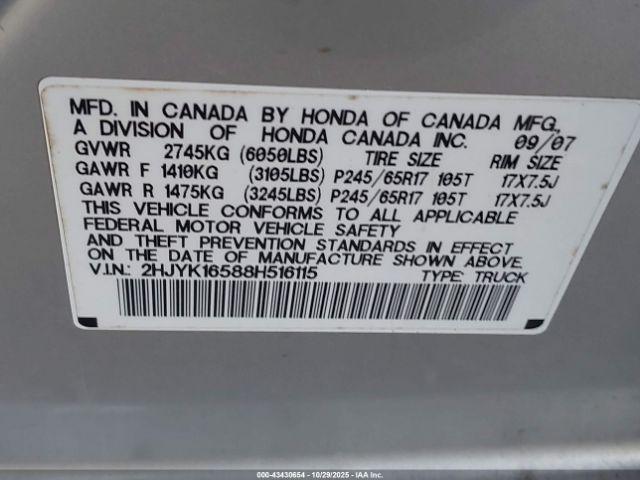 MFD. IN CANADA BY HONDA OF CANADA MFG.,
A DIVISION OF HONDA CANADA INC. 09/07
GVWR 2745KG (6050LBS) TIRE SIZE RIM SIZE
GAWR F 1410KG (3105LBS) P245/65R17 105T 17X7.5J
GAWR R 1475KG (3245LBS) P245/65R17 105T 17X7.5J
THIS VEHICLE CONFORMS TO ALL APPLICABLE
FEDERAL MOTOR VEHICLE SAFETY
AND THEFT PREVENTION STANDARDS IN EFFECT
ON THE DATE OF MANUFACTURE SHOWN ABOVE.
V.I.N.: 2HJYK16588H516115 TYPE: TRUCK
000-43430654 - 10/29/2025 - IAA Inc.